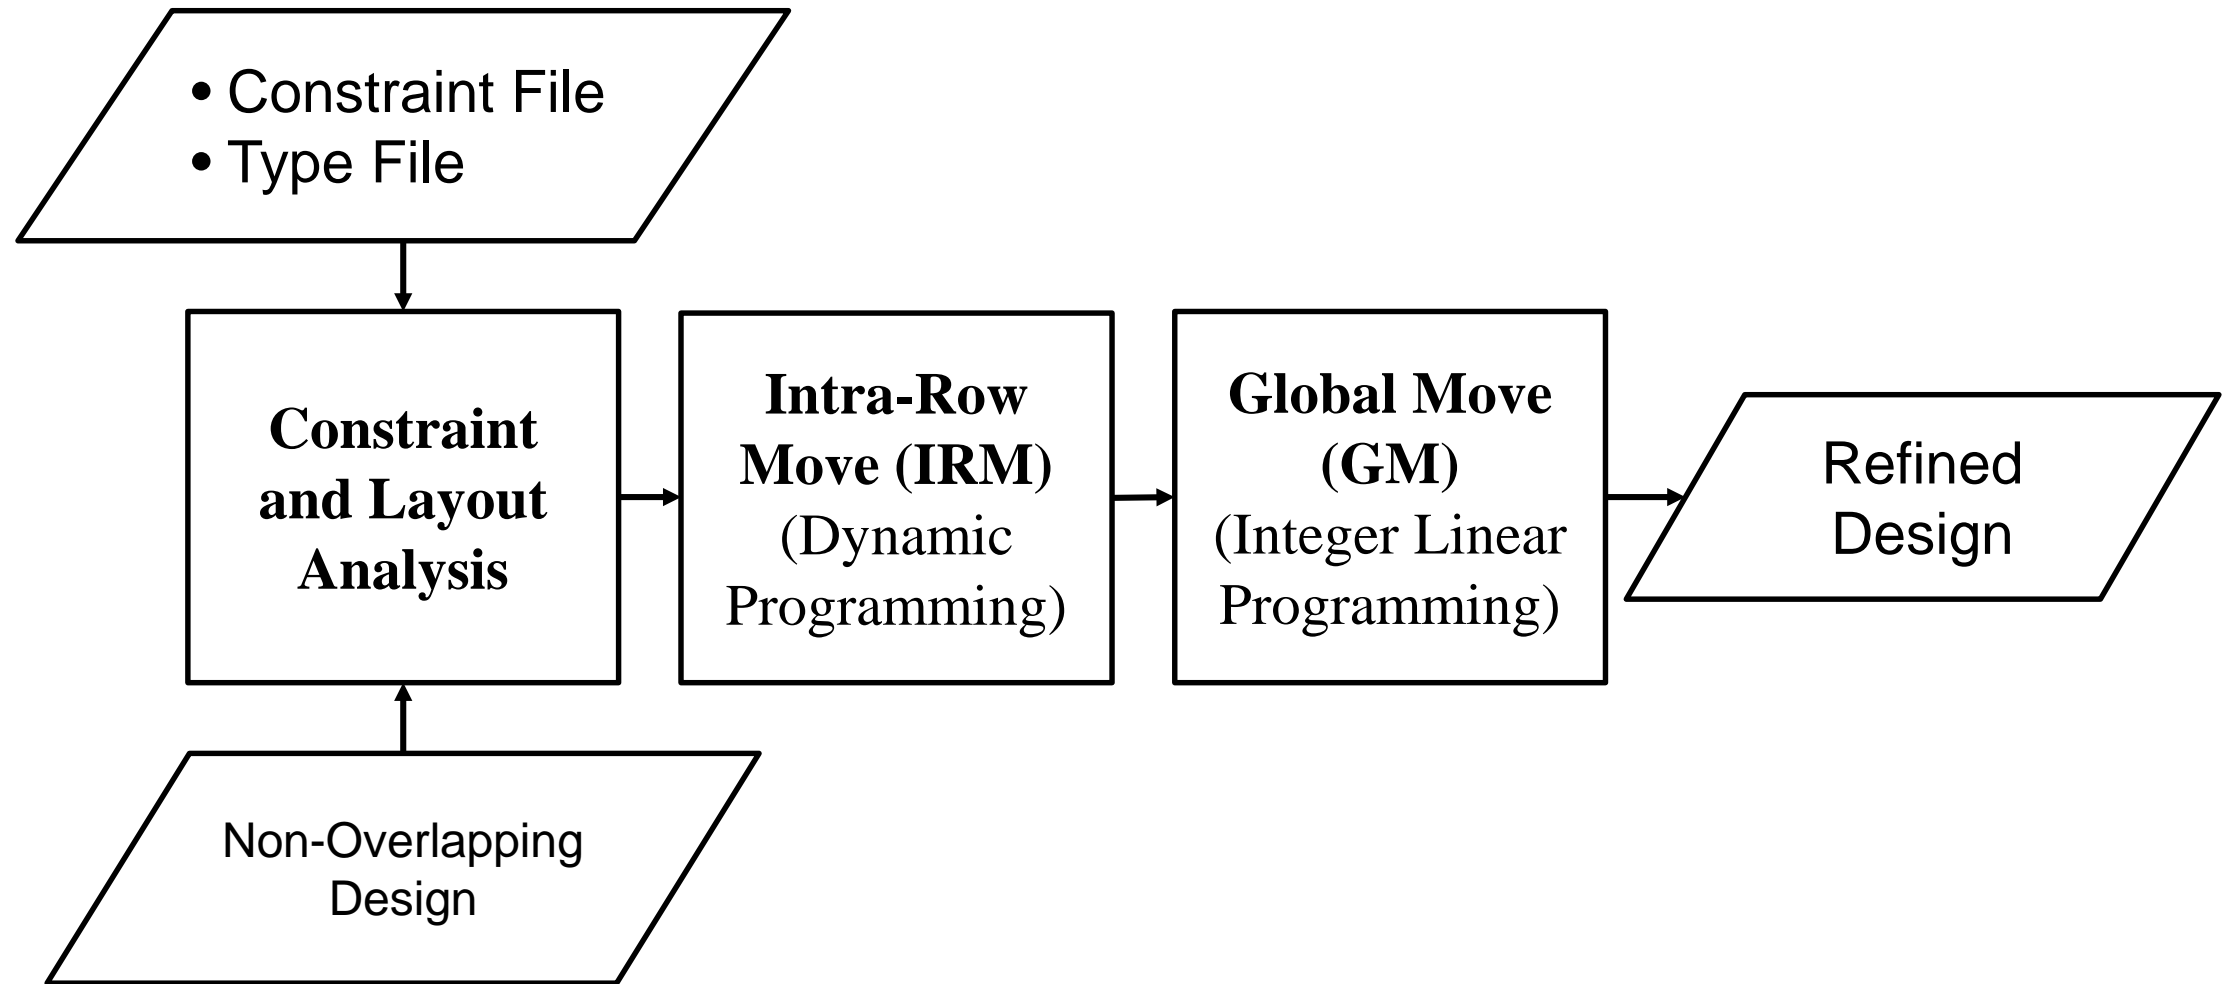 • Constraint File
• Type File
Constraint
and Layout
Analysis
Intra-Row
Move (IRM)
(Dynamic
Programming)
Global Move
(GM)
(Integer Linear
Programming)
Refined
Design
Non-Overlapping
Design